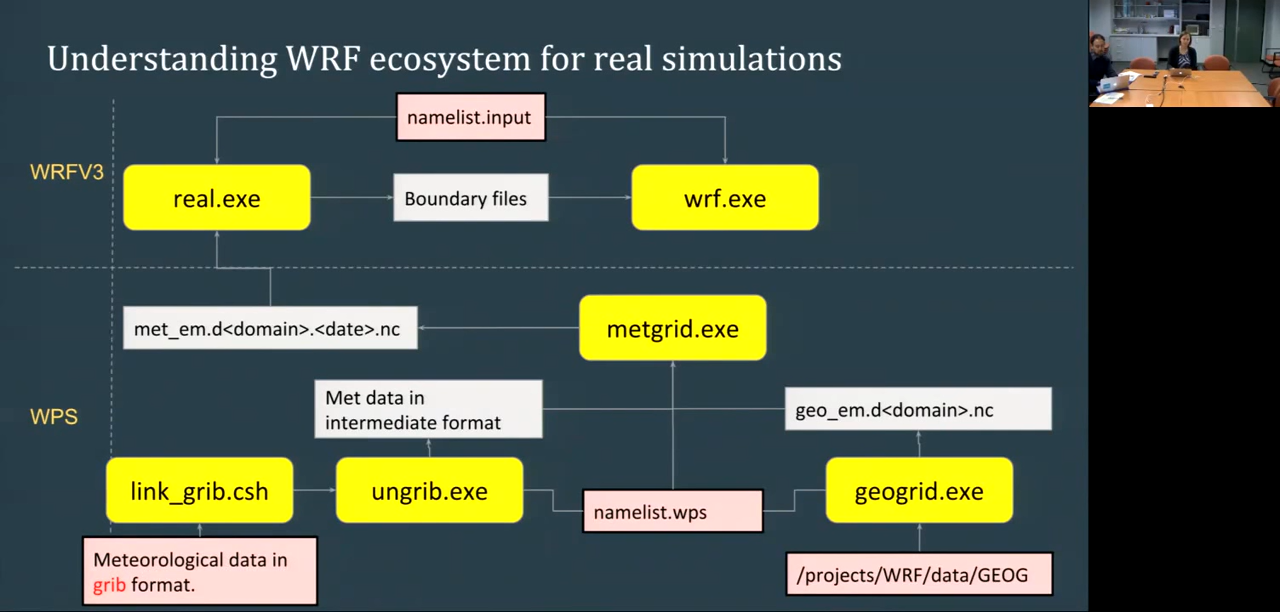 Understanding WRF ecosystem for real simulations
namelist.input
WRFV3
real.exe
Boundary files
wrf.exe
met_em.d<domain>.<date>.nc
metgrid.exe
Met data in
intermediate format
geo_em.d<domain>.nc
WPS
link_grib.csh
ungrib.exe
namelist.wps
geogrid.exe
Meteorological data in
grib format.
/projects/WRF/data/GEOG